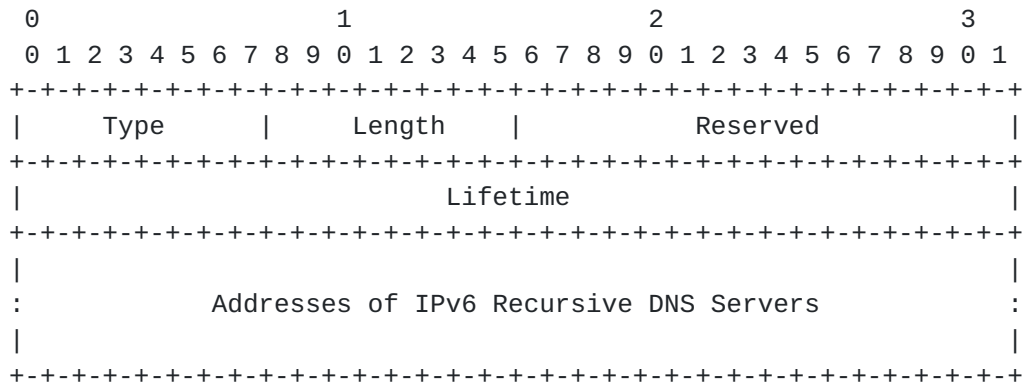 0                   1                   2                   3
 0 1 2 3 4 5 6 7 8 9 0 1 2 3 4 5 6 7 8 9 0 1 2 3 4 5 6 7 8 9 0 1
+-+-+-+-+-+-+-+-+-+-+-+-+-+-+-+-+-+-+-+-+-+-+-+-+-+-+-+-+-+-+-+-+
|     Type      |     Length    |           Reserved            |
+-+-+-+-+-+-+-+-+-+-+-+-+-+-+-+-+-+-+-+-+-+-+-+-+-+-+-+-+-+-+-+-+
|                           Lifetime                            |
+-+-+-+-+-+-+-+-+-+-+-+-+-+-+-+-+-+-+-+-+-+-+-+-+-+-+-+-+-+-+-+-+
|                                                               |
:            Addresses of IPv6 Recursive DNS Servers            :
|                                                               |
+-+-+-+-+-+-+-+-+-+-+-+-+-+-+-+-+-+-+-+-+-+-+-+-+-+-+-+-+-+-+-+-+